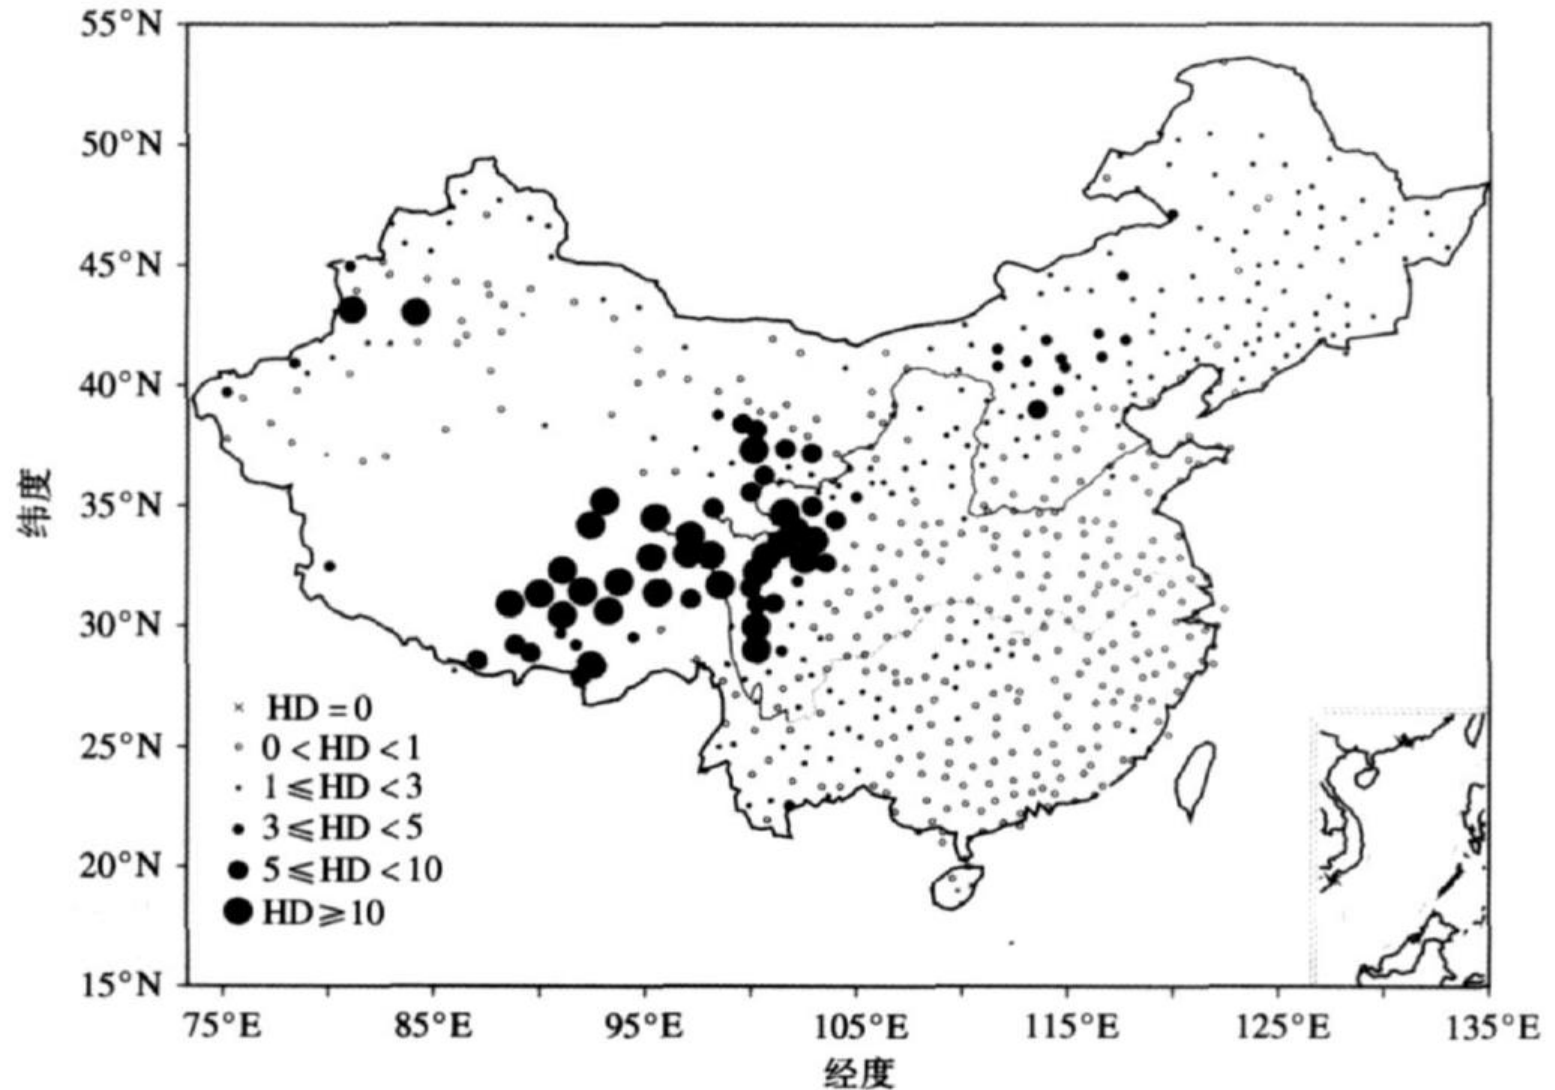 55°N
50°N
45°N
40°N
35°N
30°N
25°N
20°N
15°N
纬度
× HD = 0
○ 0 < HD < 1
· 1 ≤ HD < 3
● 3 ≤ HD < 5
● 5 ≤ HD < 10
● HD ≥ 10
75°E 85°E 95°E 105°E 115°E 125°E 135°E
经度